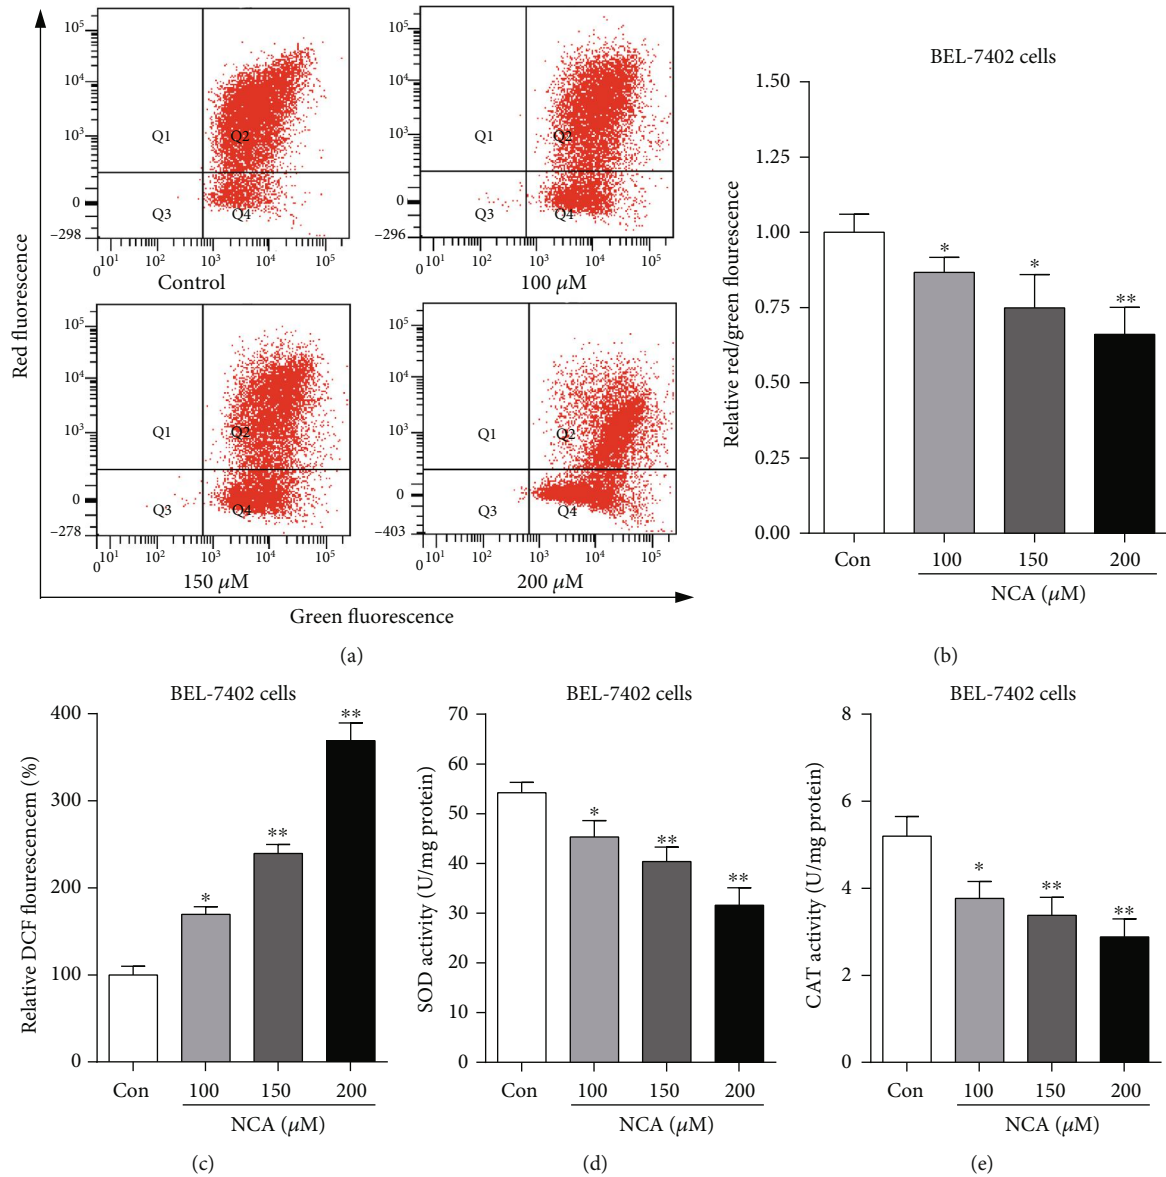 Red fluorescence
10⁵
10⁴
10³
0
−298
Q1
Q2
Q3
Q4
0
10¹
10²
10³
10⁴
10⁵
Control
10⁵
10⁴
10³
0
−296
Q1
Q2
Q3
Q4
0
10¹
10²
10³
10⁴
10⁵
100 μM
10⁵
10⁴
10³
0
−278
Q1
Q2
Q3
Q4
0
10¹
10²
10³
10⁴
10⁵
150 μM
10⁵
10⁴
10³
0
−403
Q1
Q2
Q3
Q4
0
10¹
10²
10³
10⁴
10⁵
200 μM
Green fluorescence
(a)
BEL-7402 cells
Relative red/green flourescence
1.50
1.25
1.00
0.75
0.50
0.25
0.00
*
*
**
Con
100
150
200
NCA (μM)
(b)
BEL-7402 cells
Relative DCF flourescencem (%)
400
300
200
100
0
*
**
**
Con
100
150
200
NCA (μM)
(c)
BEL-7402 cells
SOD activity (U/mg protein)
70
60
50
40
30
20
10
0
*
**
**
Con
100
150
200
NCA (μM)
(d)
BEL-7402 cells
CAT activity (U/mg protein)
8
6
4
2
0
*
**
**
Con
100
150
200
NCA (μM)
(e)